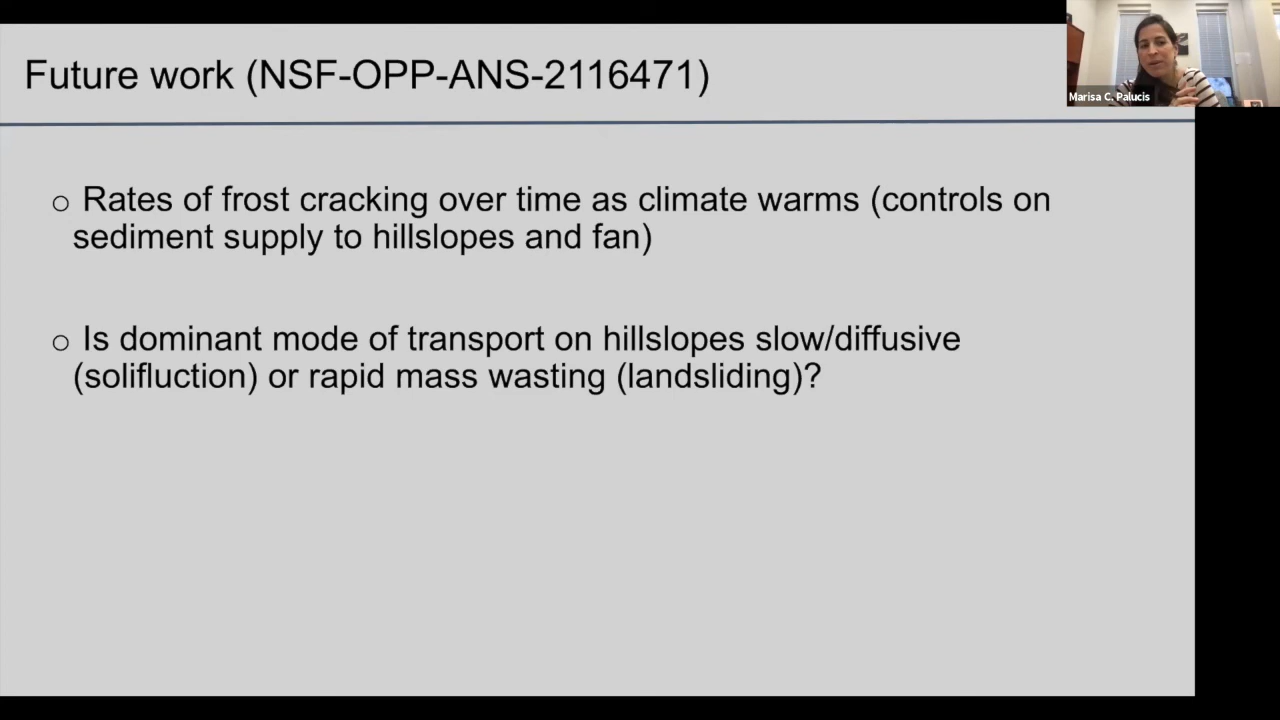 Future work (NSF-OPP-ANS-2116471)
Marisa C. Palucis
o Rates of frost cracking over time as climate warms (controls on
sediment supply to hillslopes and fan)
o Is dominant mode of transport on hillslopes slow/diffusive
(solifluction) or rapid mass wasting (landsliding)?